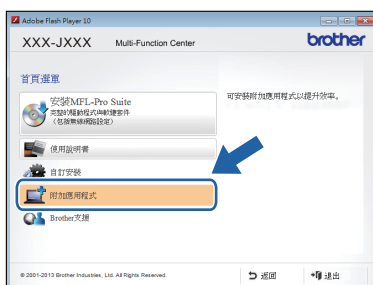 Adobe Flash Player 10
XXX-JXXX Multi-Function Center brother
首頁選單
安裝MFL-Pro Suite
完整的驅動程式與軟體套件
(包括無線網路設定)
可安裝附加應用程式以提升效率。
使用說明書
自訂安裝
附加應用程式
Brother支援
© 2001-2013 Brother Industries, Ltd. All Rights Reserved. 返回 退出